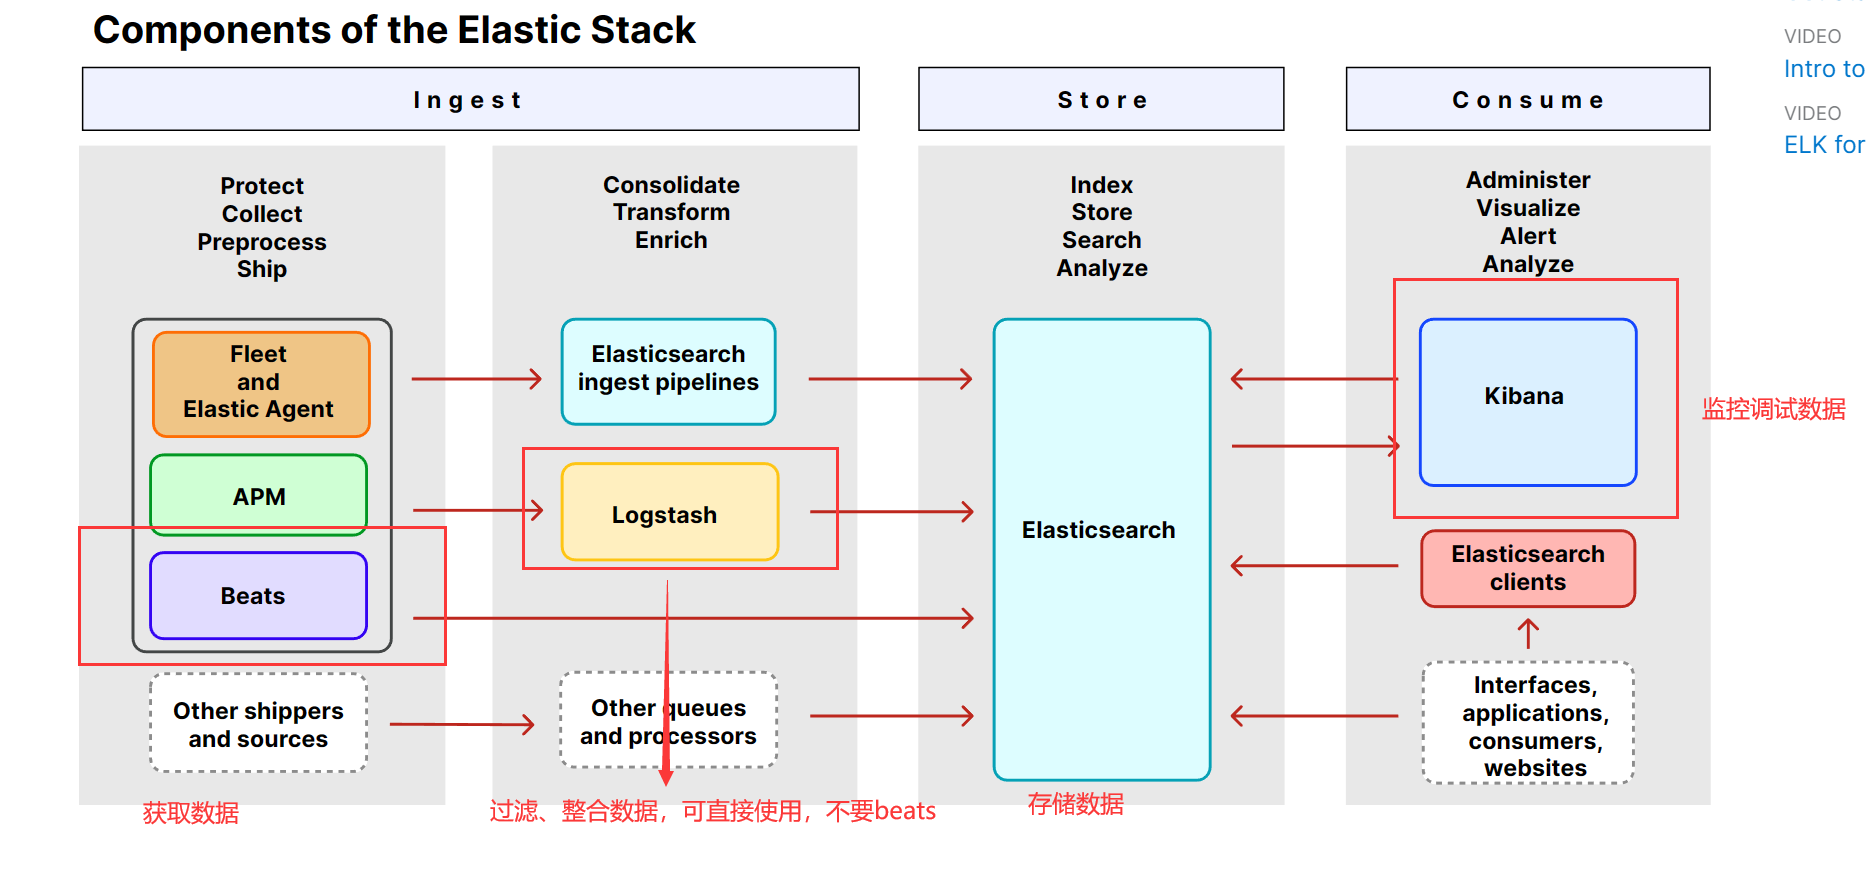 Components of the Elastic Stack
VIDEO
Intro to
VIDEO
ELK for
Ingest
Store
Consume
Protect
Collect
Preprocess
Ship
Consolidate
Transform
Enrich
Index
Store
Search
Analyze
Administer
Visualize
Alert
Analyze
Fleet
and
Elastic Agent
APM
Beats
Other shippers
and sources
Elasticsearch
ingest pipelines
Logstash
Other queues
and processors
Elasticsearch
Kibana
Elasticsearch
clients
Interfaces,
applications,
consumers,
websites
监控调试数据
获取数据
过滤、整合数据，可直接使用，不要beats
存储数据